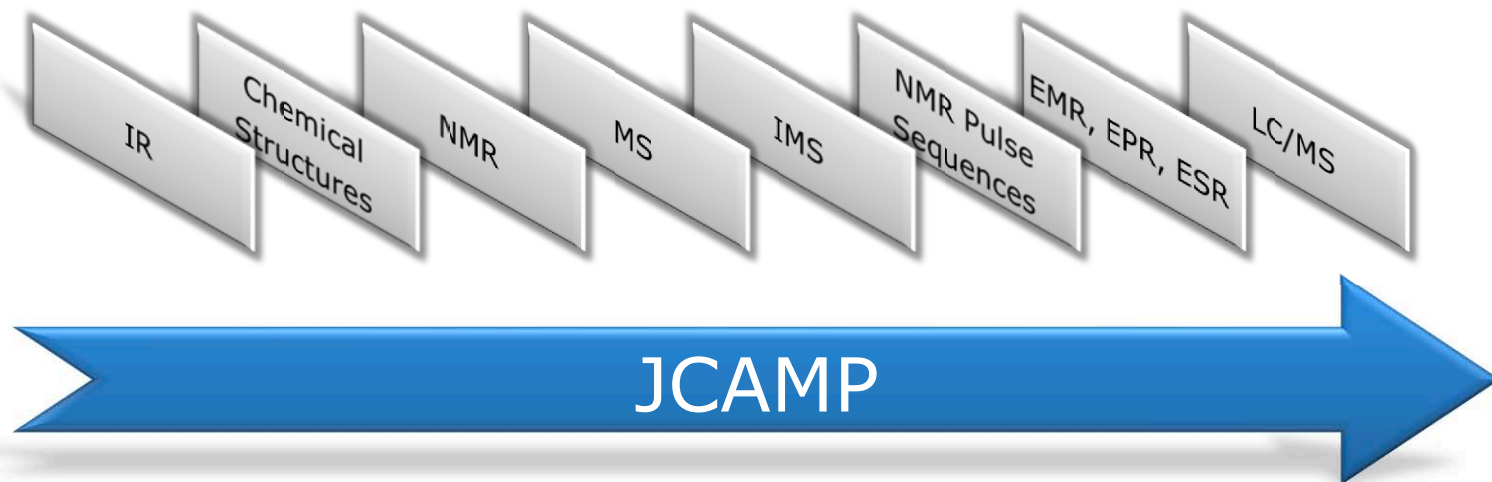 IR
Chemical
Structures
NMR
MS
IMS
NMR Pulse
Sequences
EMR, EPR, ESR
LC/MS
JCAMP